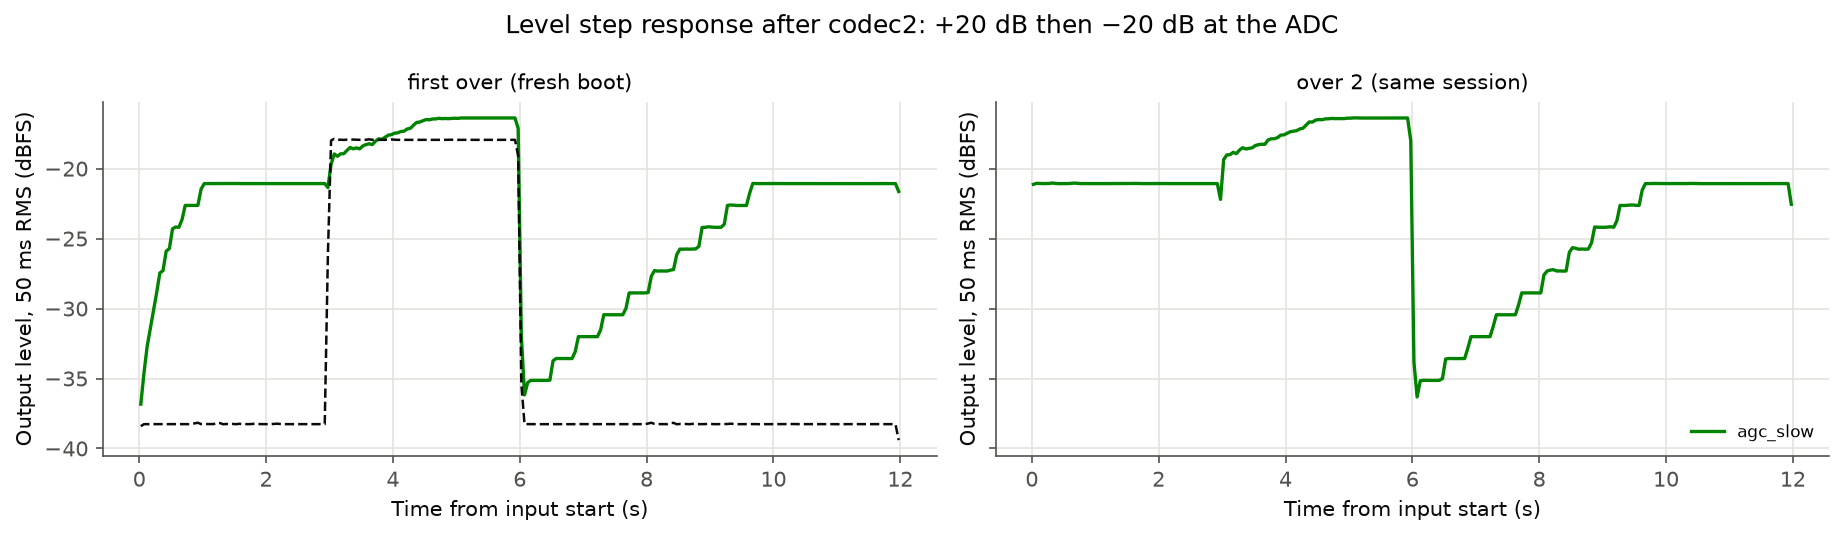 Level step response after codec2: +20 dB then −20 dB at the ADC
first over (fresh boot)
Output level, 50 ms RMS (dBFS)
−20
−25
−30
−35
−40
0 2 4 6 8 10 12
Time from input start (s)
over 2 (same session)
Output level, 50 ms RMS (dBFS)
agc_slow
0 2 4 6 8 10 12
Time from input start (s)